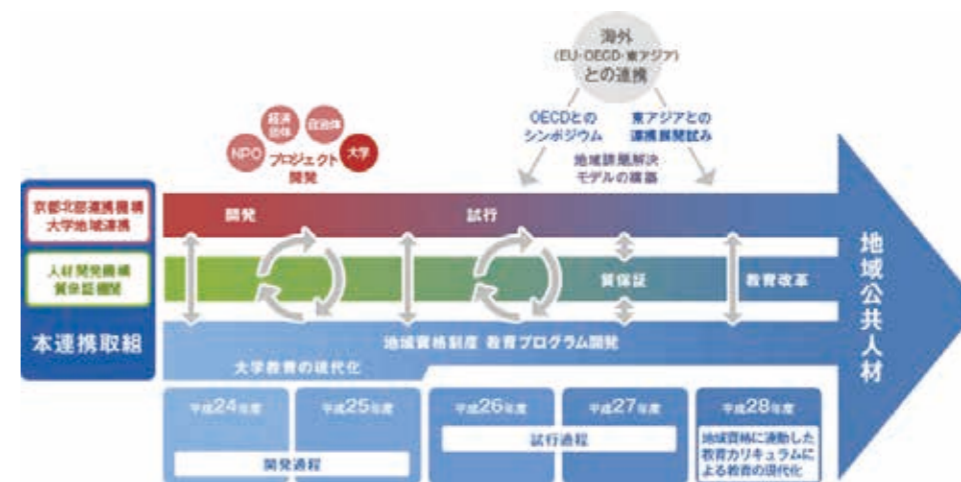 海外
(EU・OECD・東アジア)
との連携
OECDとの
シンポジウム
東アジアとの
連携展開試み
地域課題解決
モデルの構築
経済
団体
自治体
NPO
大学
プロジェクト
開発
京都北部連携機構
大学地域連携
開発
試行
人材開発機構
質保証機関
質保証
教育改革
本連携取組
地域資格制度 教育プログラム開発
大学教育の現代化
平成24年度
平成25年度
平成26年度
平成27年度
平成28年度
開発過程
試行過程
地域資格に連動した
教育カリキュラムに
よる教育の現代化
地域公共人材